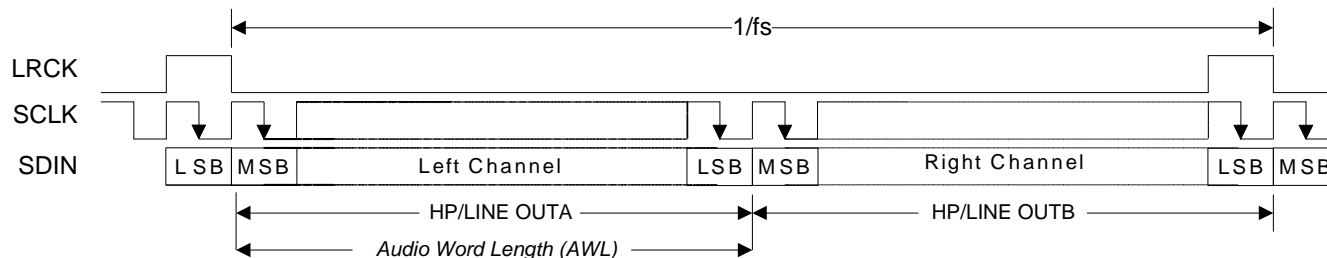 1/fs
LRCK
SCLK
SDIN
LSB MSB Left Channel LSB MSB Right Channel LSB MSB
HP/LINE OUTA HP/LINE OUTB
Audio Word Length (AWL)